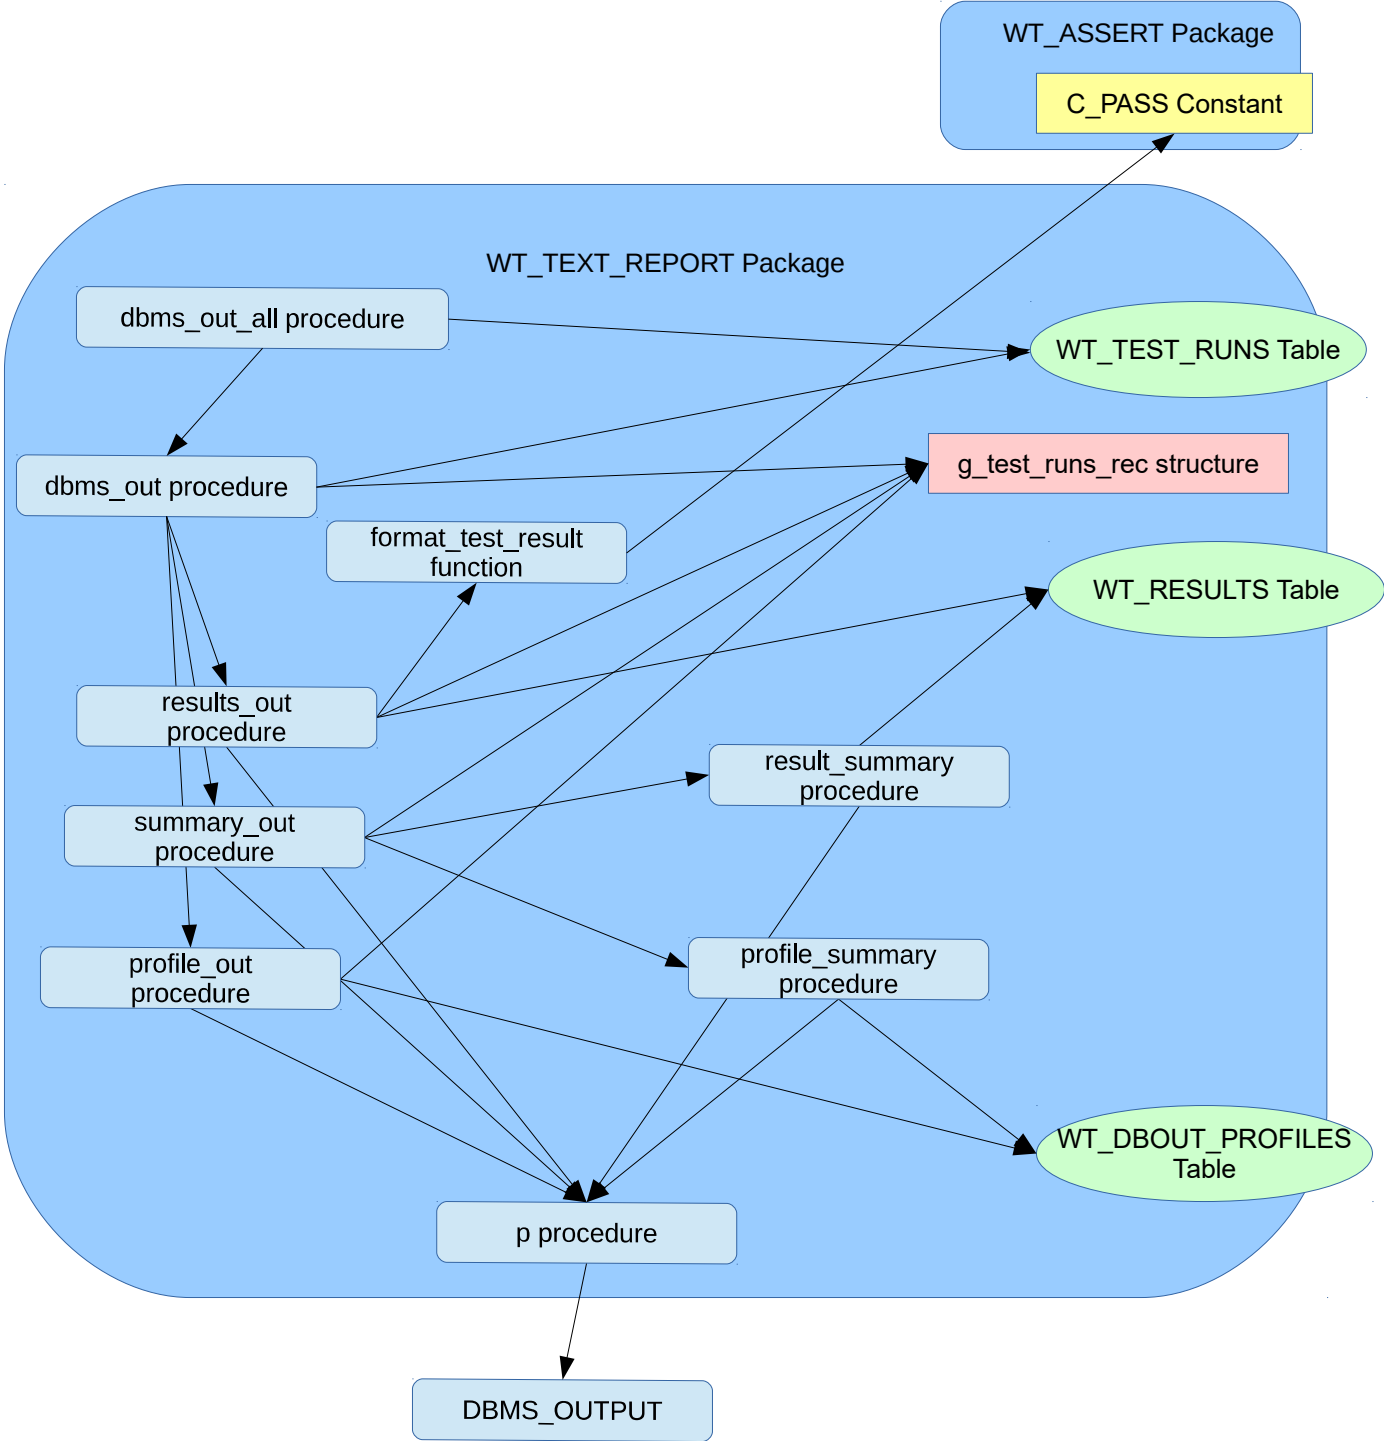 WT_ASSERT Package
C_PASS Constant
WT_TEXT_REPORT Package
dbms_out_all procedure
WT_TEST_RUNS Table
dbms_out procedure
g_test_runs_rec structure
format_test_result
function
WT_RESULTS Table
results_out
procedure
result_summary
procedure
summary_out
procedure
profile_out
procedure
profile_summary
procedure
WT_DBOUT_PROFILES
Table
p procedure
DBMS_OUTPUT